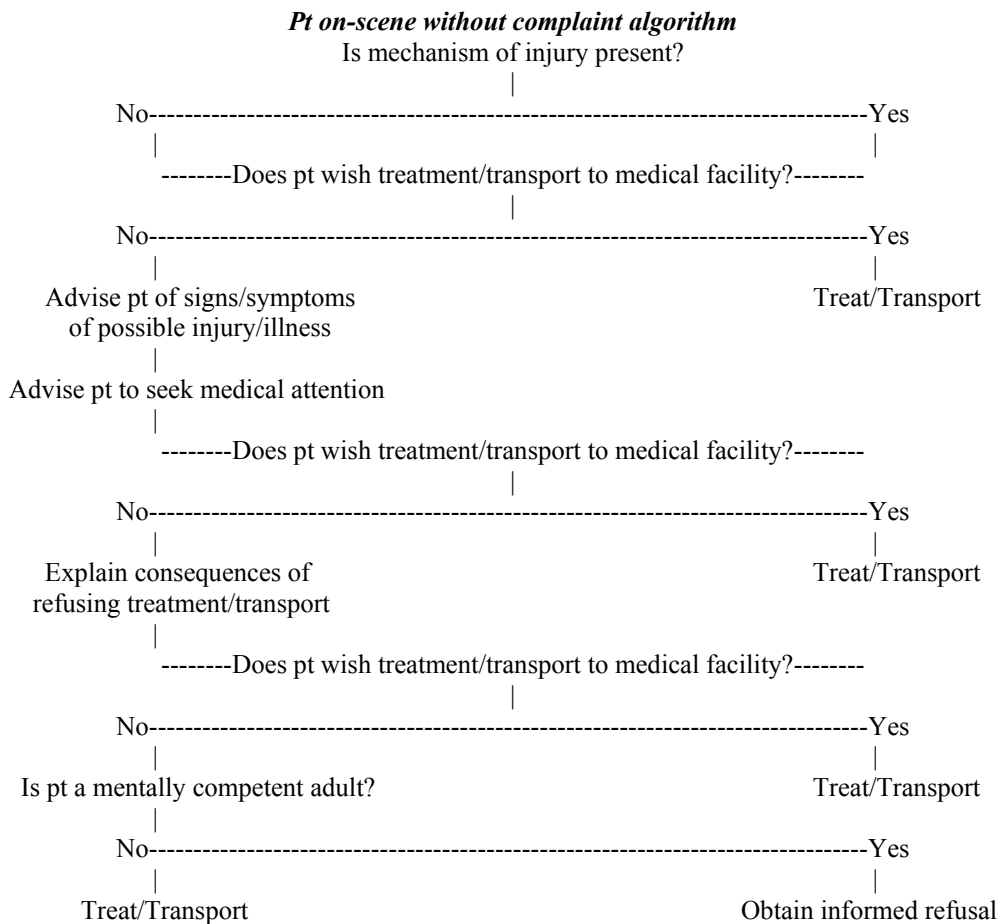 Pt on-scene without complaint algorithm
Is mechanism of injury present?
|
No-------------------------------------------------------------------------------Yes
| |
--------Does pt wish treatment/transport to medical facility?--------
|
No-------------------------------------------------------------------------------Yes
| |
Advise pt of signs/symptoms Treat/Transport
of possible injury/illness
|
Advise pt to seek medical attention
|
--------Does pt wish treatment/transport to medical facility?--------
|
No-------------------------------------------------------------------------------Yes
| |
Explain consequences of Treat/Transport
refusing treatment/transport
|
--------Does pt wish treatment/transport to medical facility?--------
|
No-------------------------------------------------------------------------------Yes
| |
Is pt a mentally competent adult? Treat/Transport
|
No-------------------------------------------------------------------------------Yes
| |
Treat/Transport Obtain informed refusal